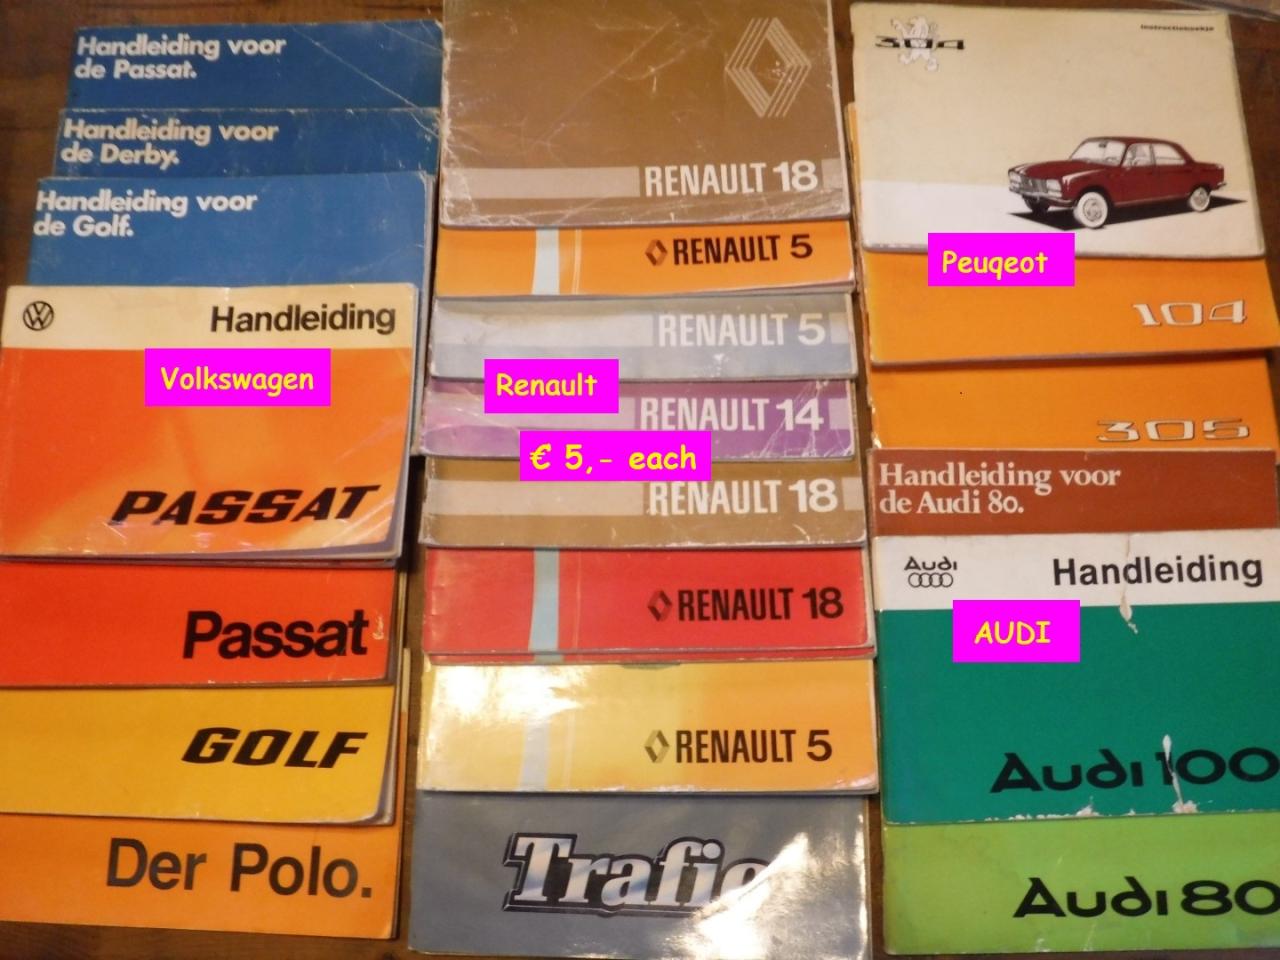 Handleiding voor
de Passat.
Handleiding voor
de Derby.
Handleiding voor
de Golf.
Handleiding
Volkswagen
PASSAT
Passat
GOLF
Der Polo.
RENAULT 18
RENAULT 5
RENAULT 5
Renault
RENAULT 14
€ 5,- each
RENAULT 18
RENAULT 18
RENAULT 5
Trafic
304
Instructieboekje
Peugeot
104
305
Handleiding voor
de Audi 80.
Audi
Handleiding
AUDI
Audi 100
Audi 80